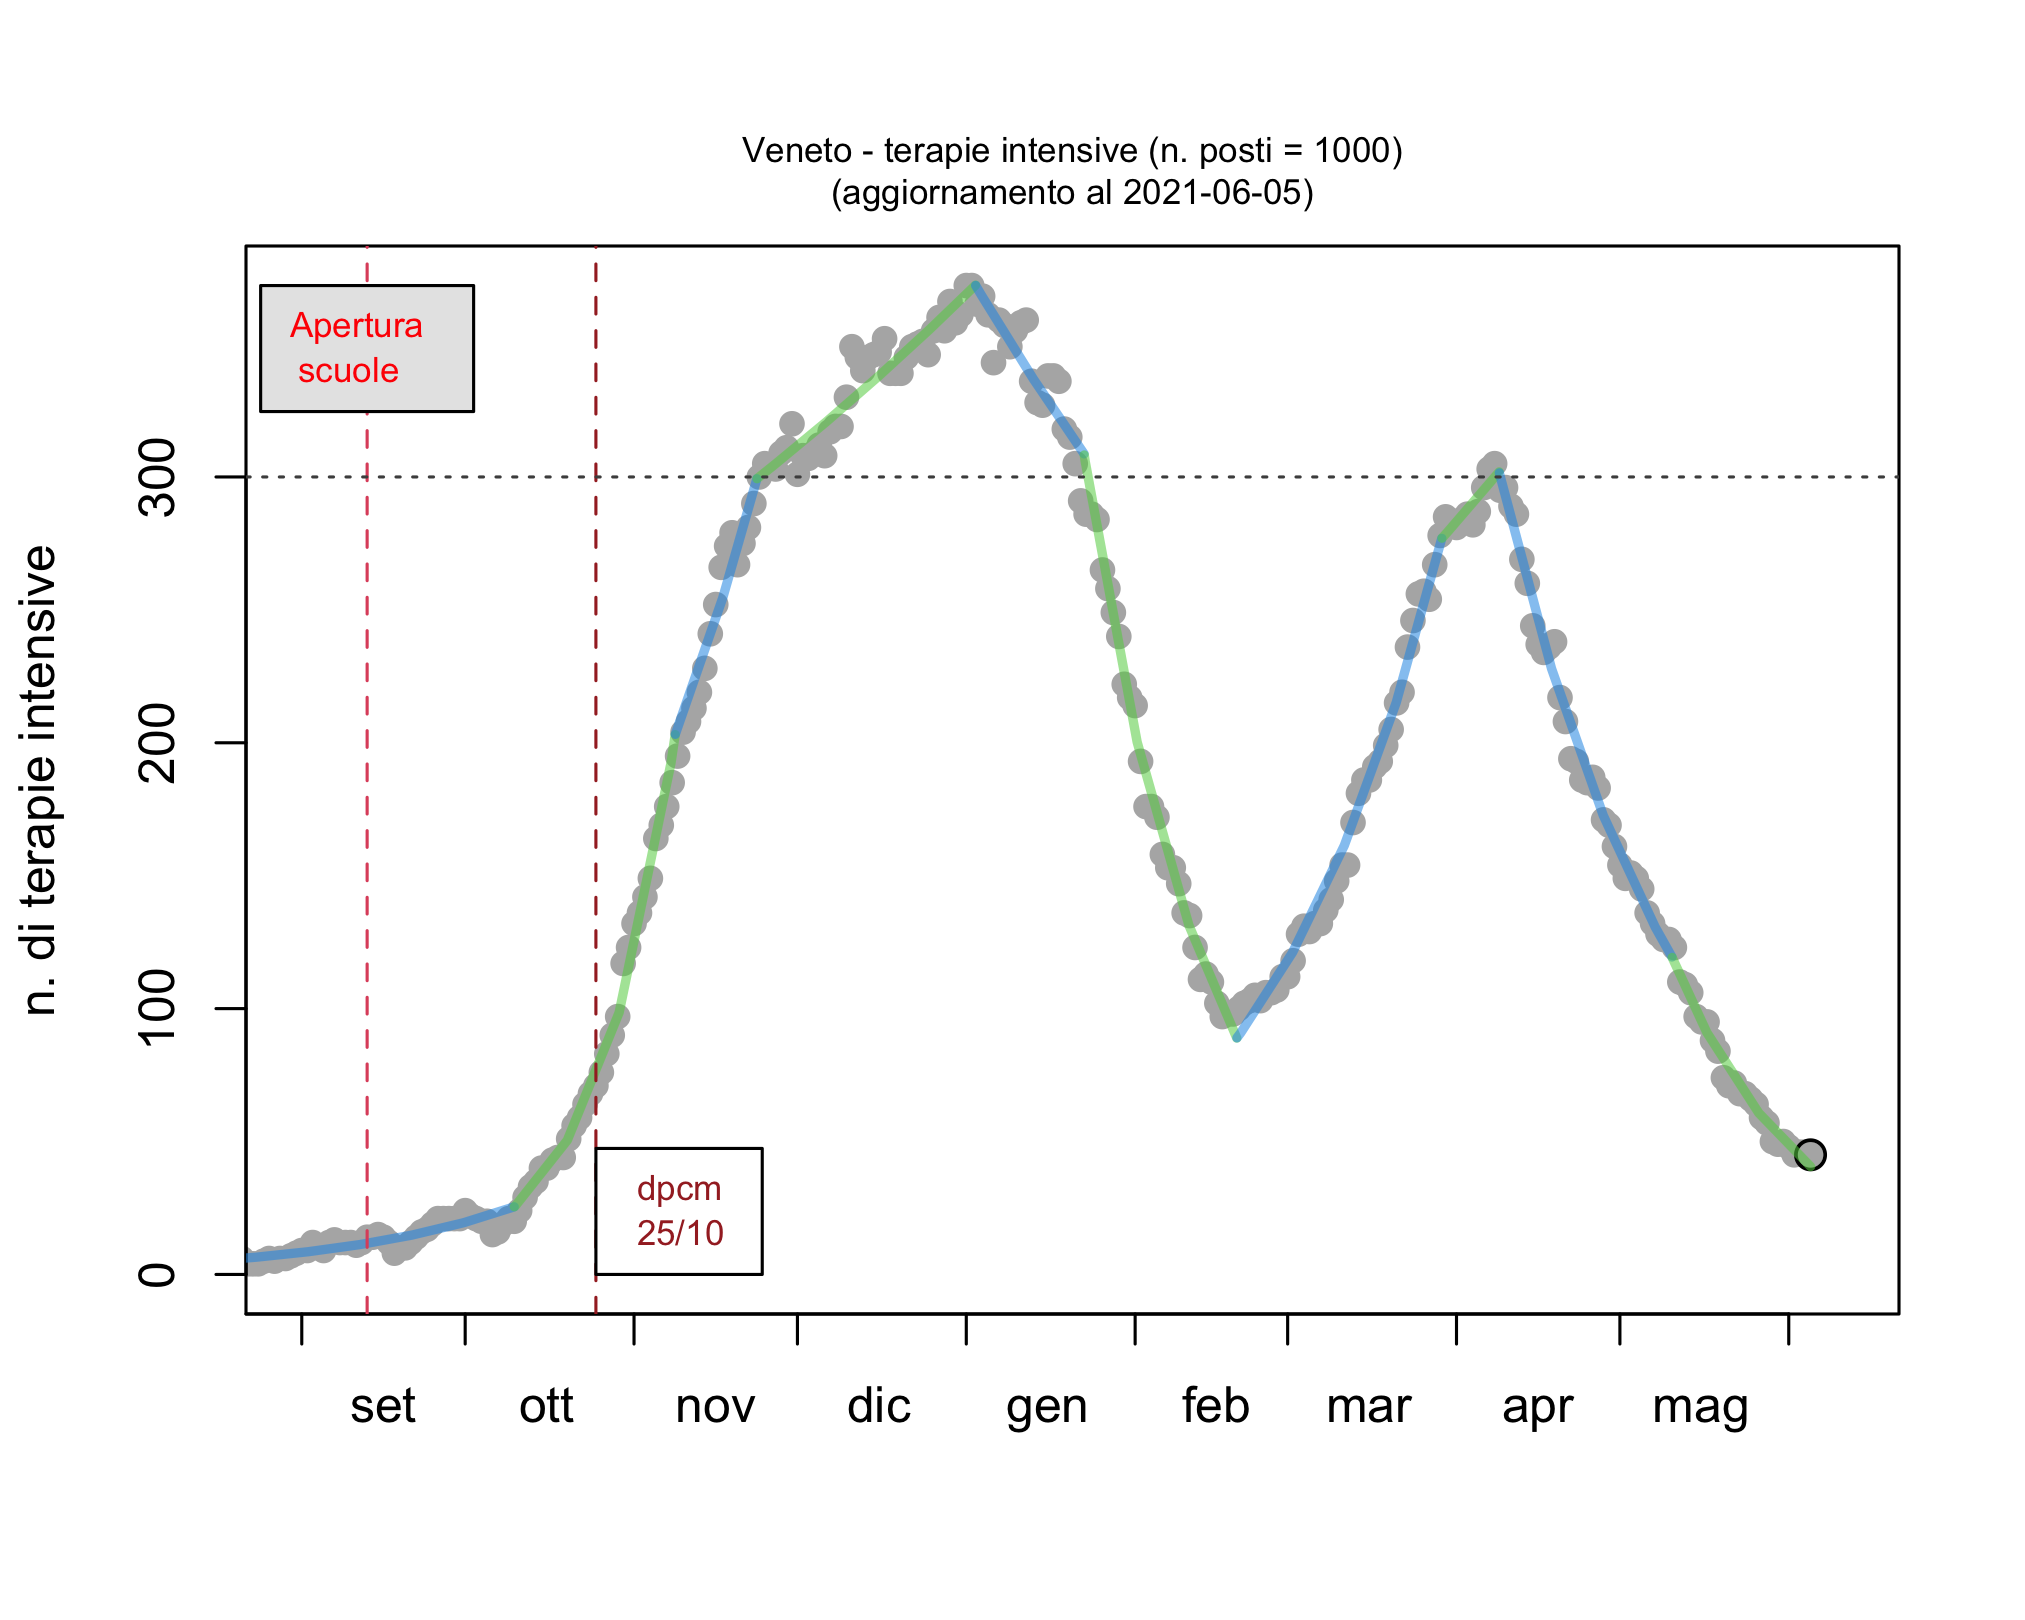 Veneto - terapie intensive (n. posti = 1000)
(aggiornamento al 2021-06-05)
Apertura
scuole
n. di terapie intensive
300
200
100
0
dpcm
25/10
set ott nov dic gen feb mar apr mag